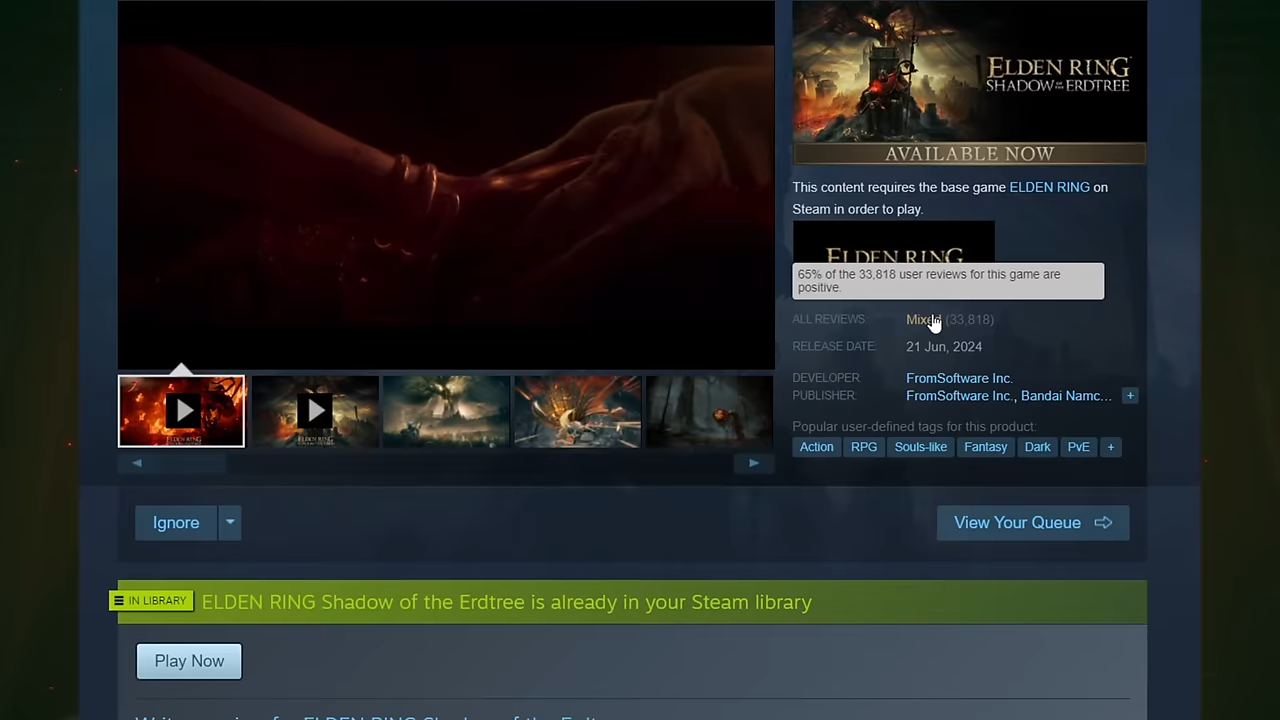 ELDEN RING
SHADOW OF THE ERDTREE
AVAILABLE NOW
This content requires the base game ELDEN RING on
Steam in order to play.
ELDEN RING
65% of the 33,818 user reviews for this game are
positive.
ALL REVIEWS: Mixed (33,818)
RELEASE DATE: 21 Jun, 2024
DEVELOPER: FromSoftware Inc.
PUBLISHER: FromSoftware Inc., Bandai Namc... +
Popular user-defined tags for this product:
Action RPG Souls-like Fantasy Dark PvE +
Ignore
View Your Queue
IN LIBRARY ELDEN RING Shadow of the Erdtree is already in your Steam library
Play Now